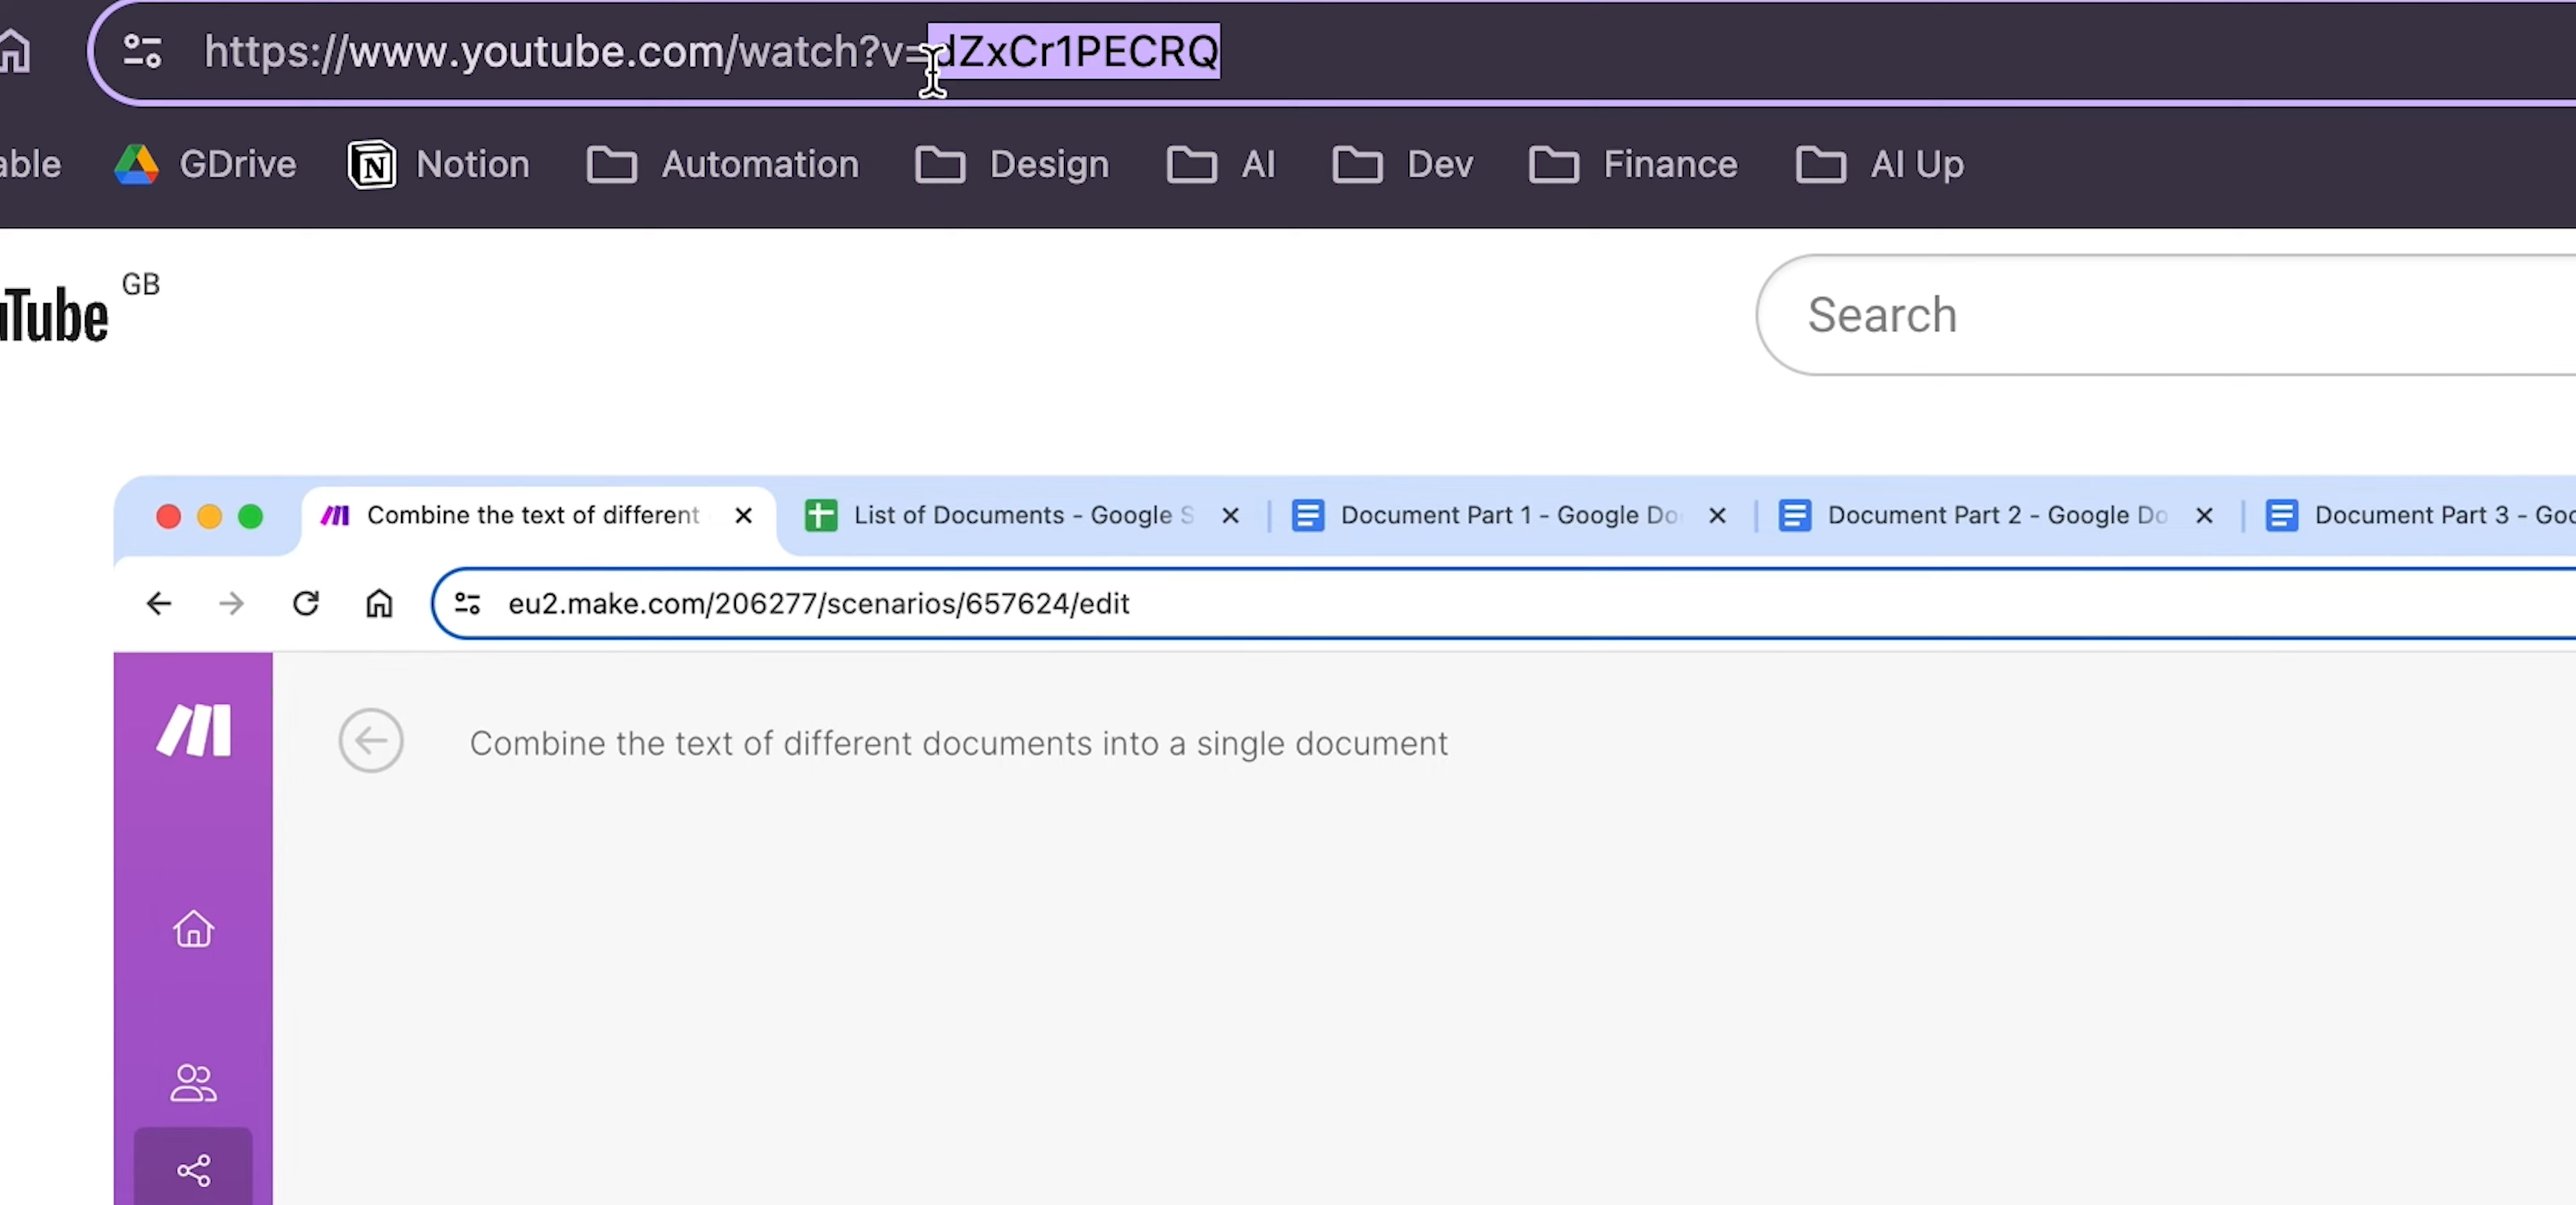 https://www.youtube.com/watch?v=dZxCr1PECRQ
able GDrive Notion Automation Design AI Dev Finance AI Up
uTube GB
Search
Combine the text of different List of Documents - Google S Document Part 1 - Google Do Document Part 2 - Google Do Document Part 3 - Goo
eu2.make.com/206277/scenarios/657624/edit
Combine the text of different documents into a single document